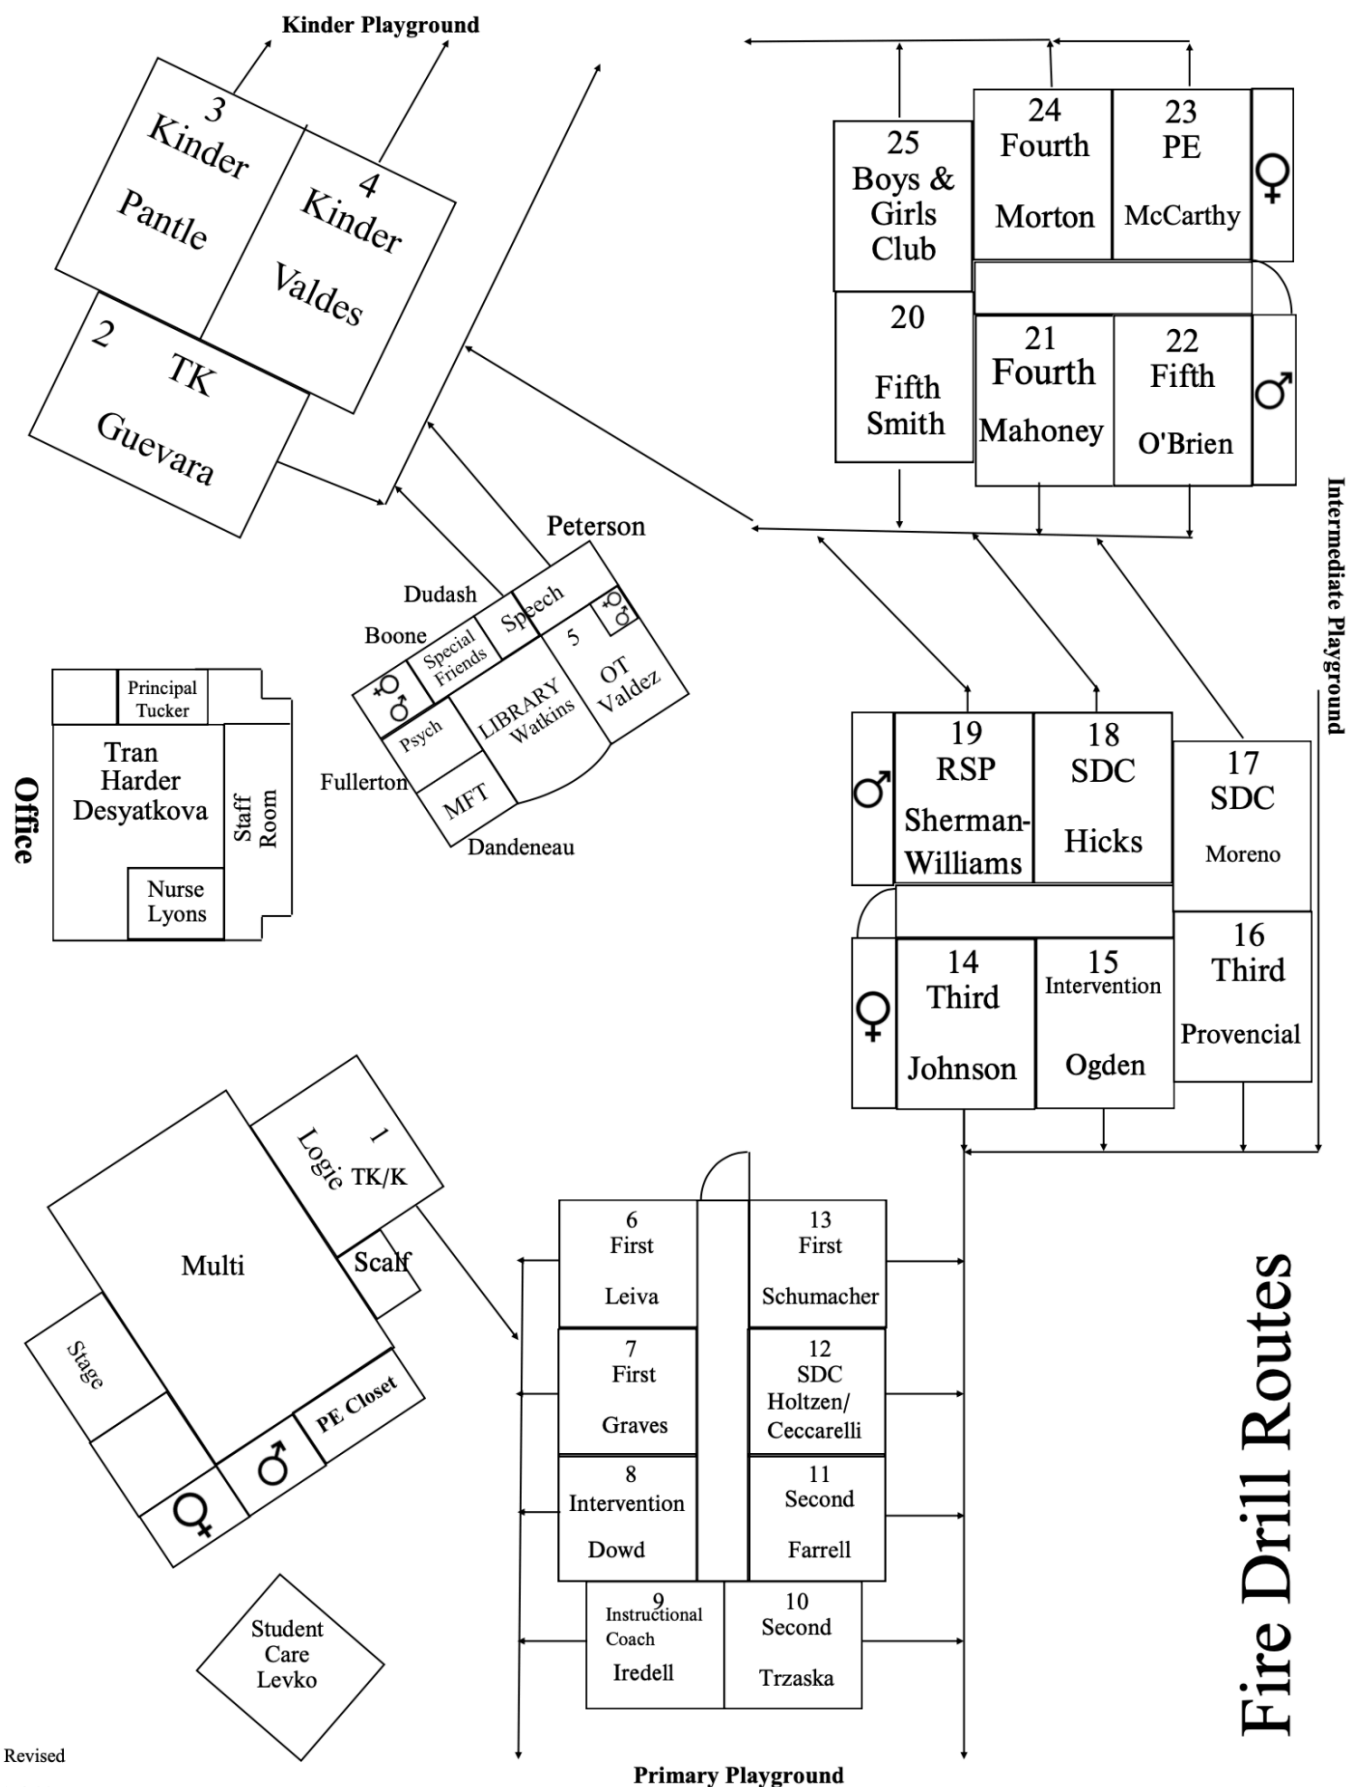 Kinder Playground
3
Kinder
Pantle
4
Kinder
Valdes
2
TK
Guevara
25
Boys &
Girls
Club
24
Fourth
Morton
23
PE
McCarthy
♀
20
Fifth
Smith
21
Fourth
Mahoney
22
Fifth
O'Brien
♂
Intermediate Playground
Peterson
Dudash
Boone
Speech
Special
Friends
♀
♂
5
OT
Valdez
♀
♂
LIBRARY
Watkins
Psych
Fullerton
MFT
Dandeneau
Principal
Tucker
Tran
Harder
Desyatkova
Office
Staff
Room
Nurse
Lyons
♂
19
RSP
Sherman-
Williams
18
SDC
Hicks
17
SDC
Moreno
♀
14
Third
Johnson
15
Intervention
Ogden
16
Third
Provencial
1
Logie
TK/K
Scalf
Multi
Stage
PE Closet
♂
♀
6
First
Leiva
13
First
Schumacher
7
First
Graves
12
SDC
Holtzen/
Ceccarelli
8
Intervention
Dowd
11
Second
Farrell
9
Instructional
Coach
Iredell
10
Second
Trzaska
Student
Care
Levko
Fire Drill Routes
Revised
Primary Playground